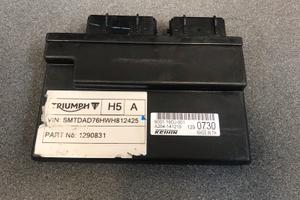 TRIUMPH H5 A
VIN: SMTDAD76HWH812425
PART No: 1290831
0730
KEIHIN